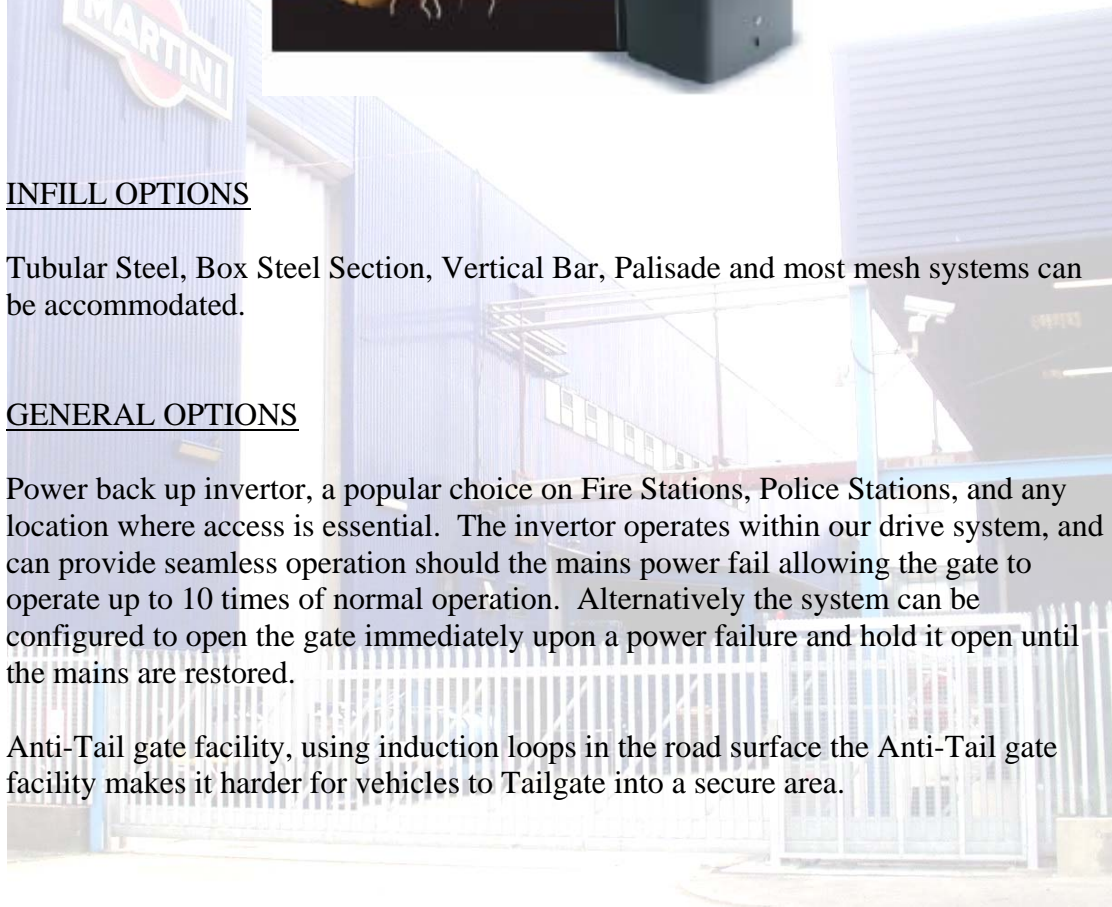 MARTINI
INFILL OPTIONS
Tubular Steel, Box Steel Section, Vertical Bar, Palisade and most mesh systems can
be accommodated.
GENERAL OPTIONS
Power back up invertor, a popular choice on Fire Stations, Police Stations, and any
location where access is essential.  The invertor operates within our drive system, and
can provide seamless operation should the mains power fail allowing the gate to
operate up to 10 times of normal operation.  Alternatively the system can be
configured to open the gate immediately upon a power failure and hold it open until
the mains are restored.
Anti-Tail gate facility, using induction loops in the road surface the Anti-Tail gate
facility makes it harder for vehicles to Tailgate into a secure area.